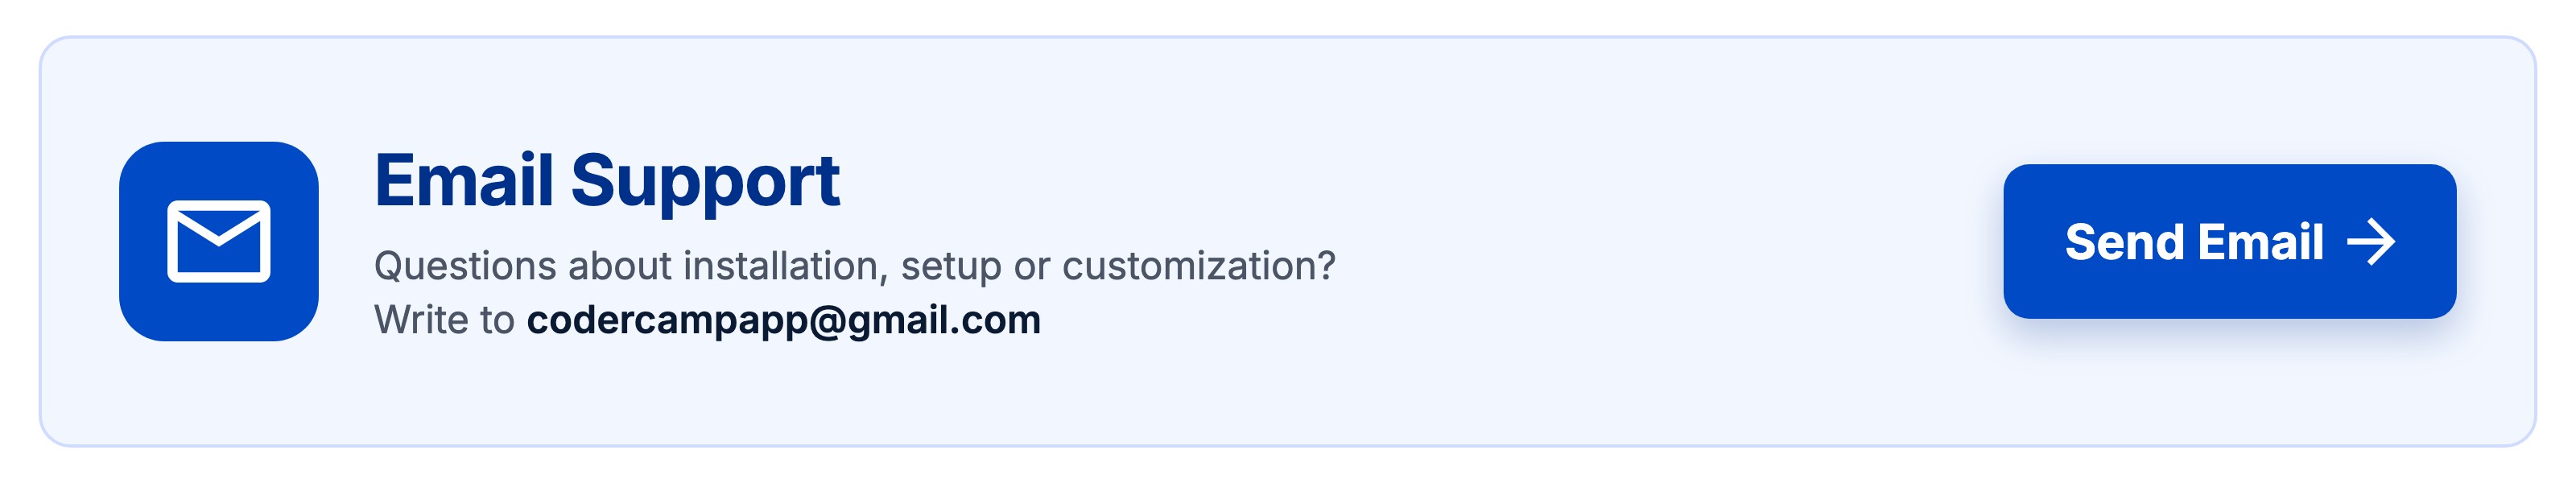 Email Support
Questions about installation, setup or customization?
Write to codercampapp@gmail.com
Send Email